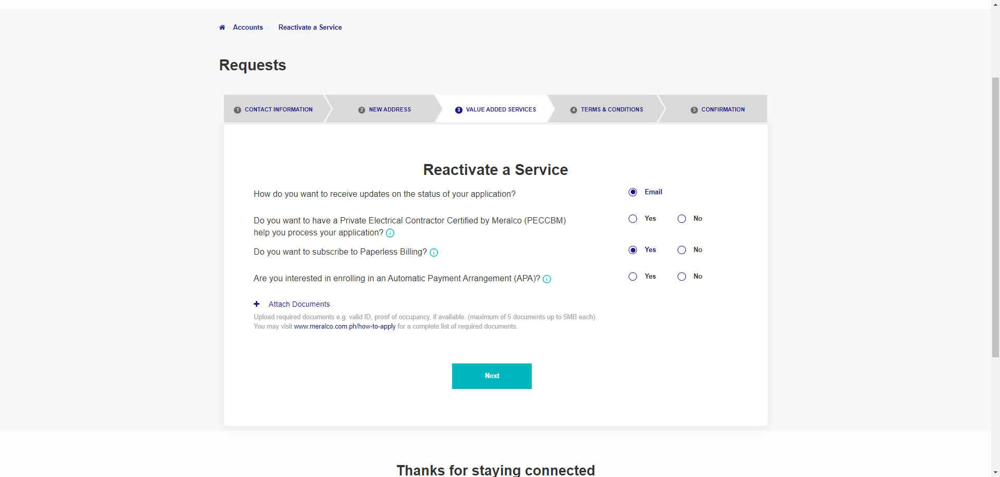 Accounts > Reactivate a Service
Requests
1 CONTACT INFORMATION 2 NEW ADDRESS 3 VALUE ADDED SERVICES 4 TERMS & CONDITIONS 5 CONFIRMATION
Reactivate a Service
How do you want to receive updates on the status of your application? Email
Do you want to have a Private Electrical Contractor Certified by Meralco (PECCBM) Yes No
help you process your application?
Do you want to subscribe to Paperless Billing? Yes No
Are you interested in enrolling in an Automatic Payment Arrangement (APA)? Yes No
+ Attach Documents
Upload required documents e.g. valid ID, proof of occupancy, if available. (maximum of 5 documents up to 5MB each).
You may visit www.meralco.com.ph/how-to-apply for a complete list of required documents.
Next
Thanks for staying connected